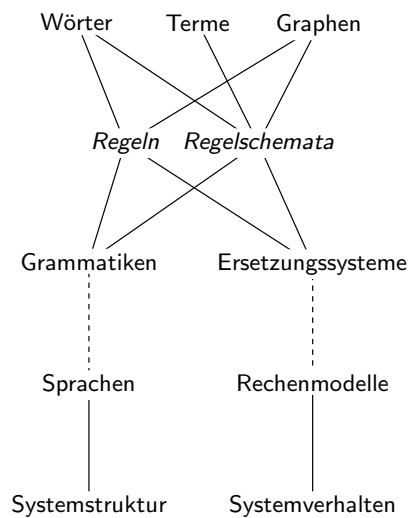 Wörter Terme Graphen
Regeln Regelschemata
Grammatiken Ersetzungssysteme
Sprachen Rechenmodelle
Systemstruktur Systemverhalten